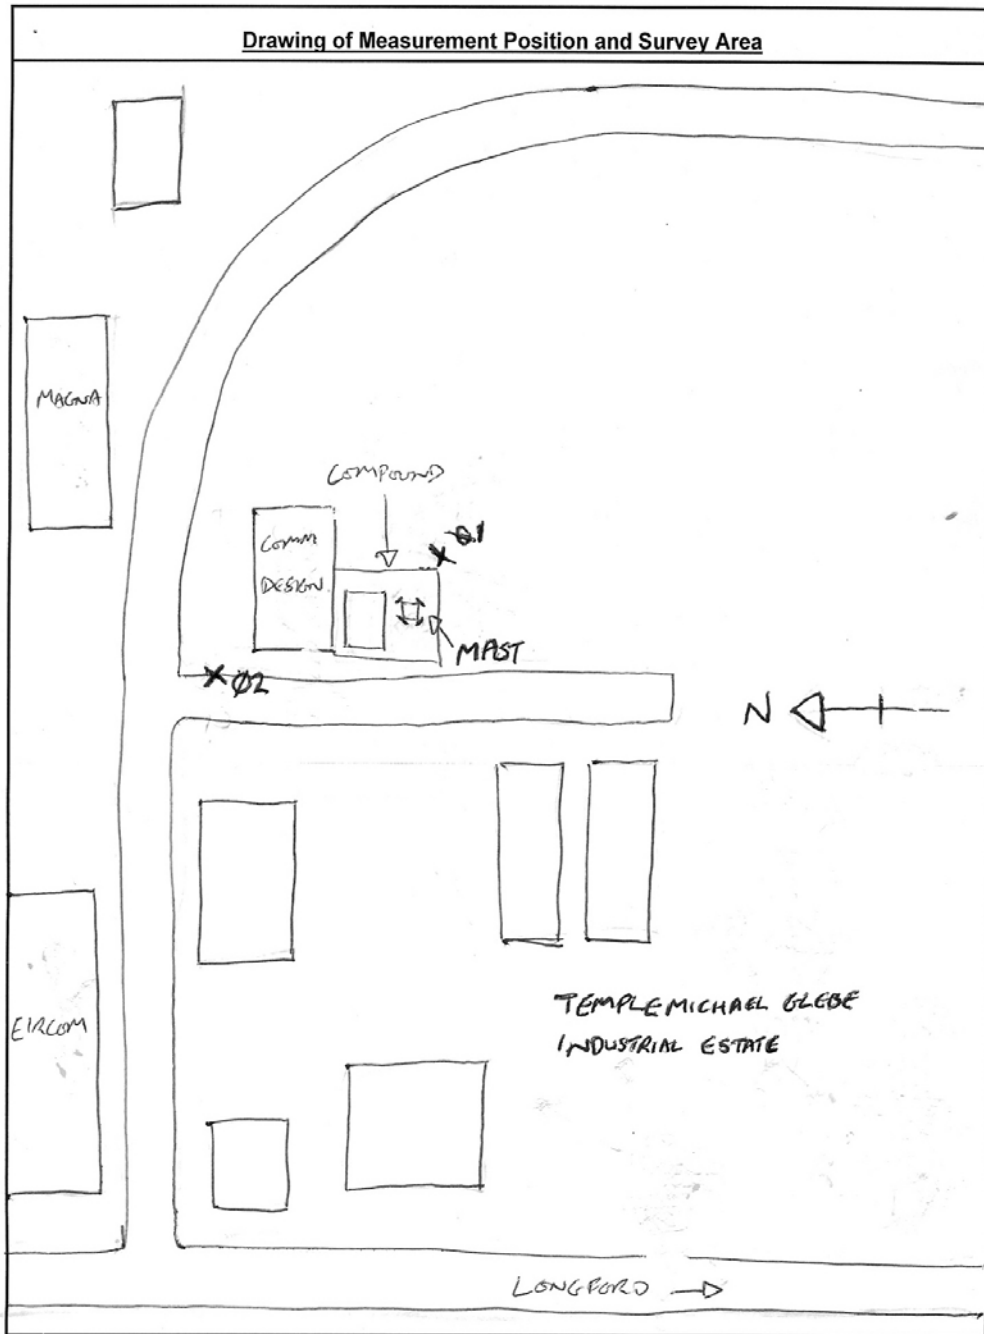 Drawing of Measurement Position and Survey Area
MAGNA
COMPOUND
Ø1
COMM
DESIGN
MAST
Ø2
N
EIRCOM
TEMPLEMICHAEL GLEBE
INDUSTRIAL ESTATE
LONGFORD